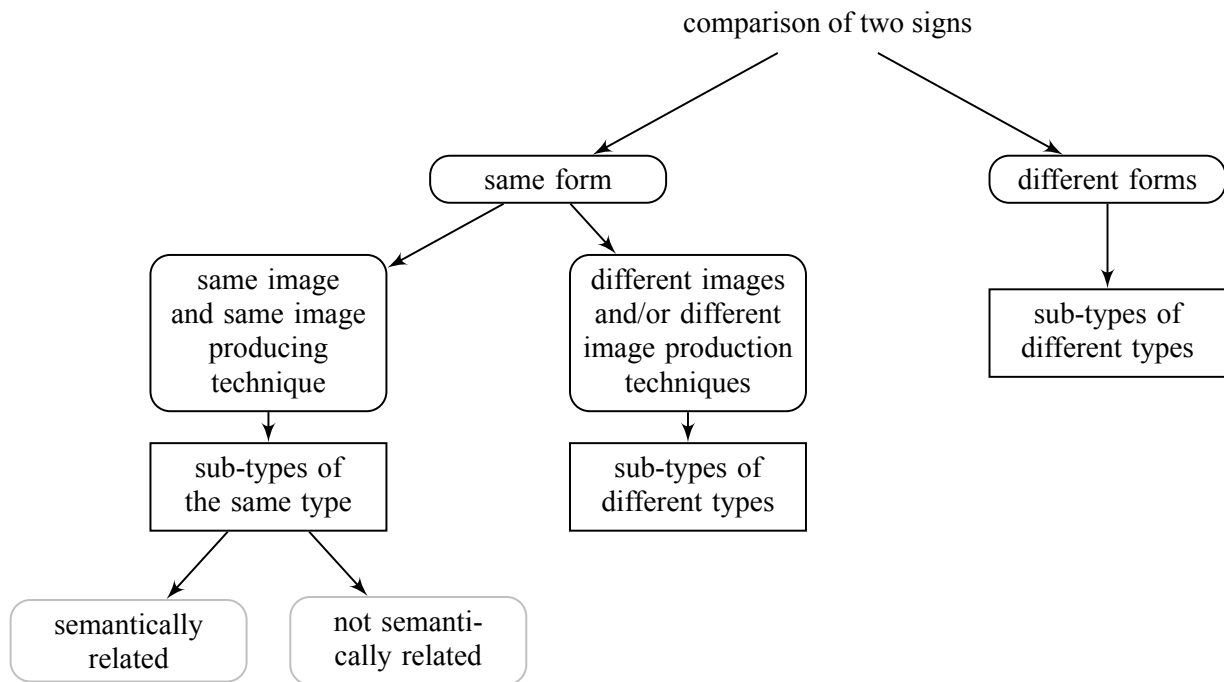 comparison of two signs
same form
different forms
same image
and same image
producing
technique
different images
and/or different
image production
techniques
sub-types of
different types
sub-types of
the same type
sub-types of
different types
semantically
related
not semanti-
cally related